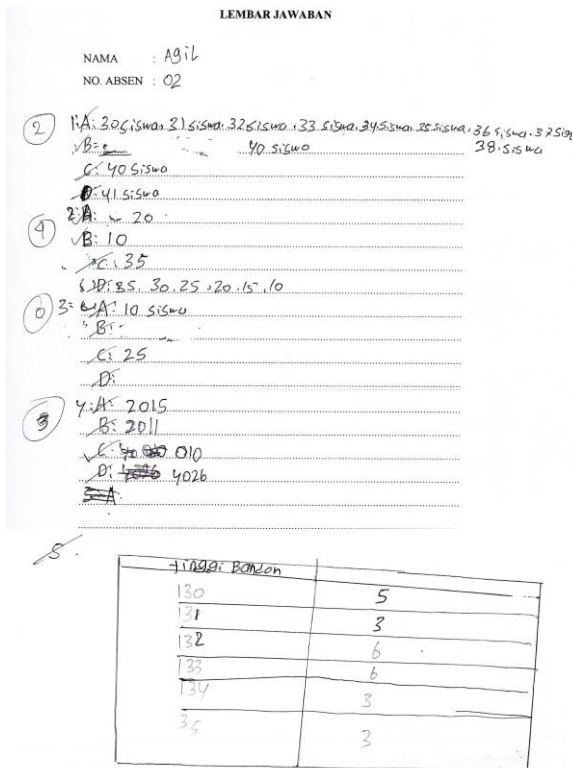 LEMBAR JAWABAN
NAMA : Agil
NO. ABSEN : 02
2 1. A. 30 siswa. 31 siswa. 32 siswa. 33 siswa. 34 siswa. 35 siswa. 36 siswa. 37 sis
B= 40 siswa 38. siswa
C. 40 siswa
D. 41 siswa
2. A. 20
4
B: 10
C. 35
D: 35. 30. 25. 20. 15. 10
0 3= A: 10 siswa
B:
C: 25
D:
4. A: 2015
3 B: 2011
C. 010
D: 4026
A:
5.
tinggi Bandan
130 5
131 3
132 6
133 6
134 3
35 3